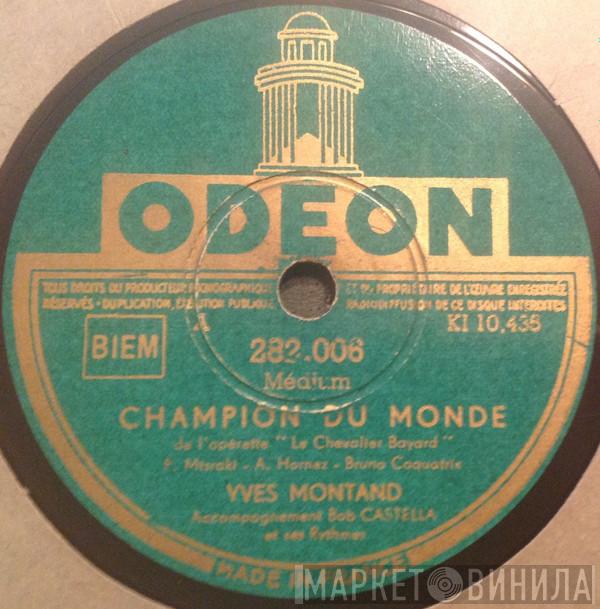 ODEON
TOUS DROITS DU PRODUCTEUR PHONOGRAPHIQUE ET DU PROPRIÉTAIRE DE L'ŒUVRE ENREGISTRÉE
RÉSERVÉS • DUPLICATION, EXÉCUTION PUBLIQUE RADIODIFFUSION DE CE DISQUE INTERDITES
A KI 10,435
BIEM
282.006
Médium
CHAMPION DU MONDE
de l'opérette "Le Chevalier Bayard"
P. Misraki - A. Hornez - Bruno Coquatrix
YVES MONTAND
Accompagnement Bob CASTELLA
et ses Rythmes
MADE IN
МАРКЕТ ВИНИЛА